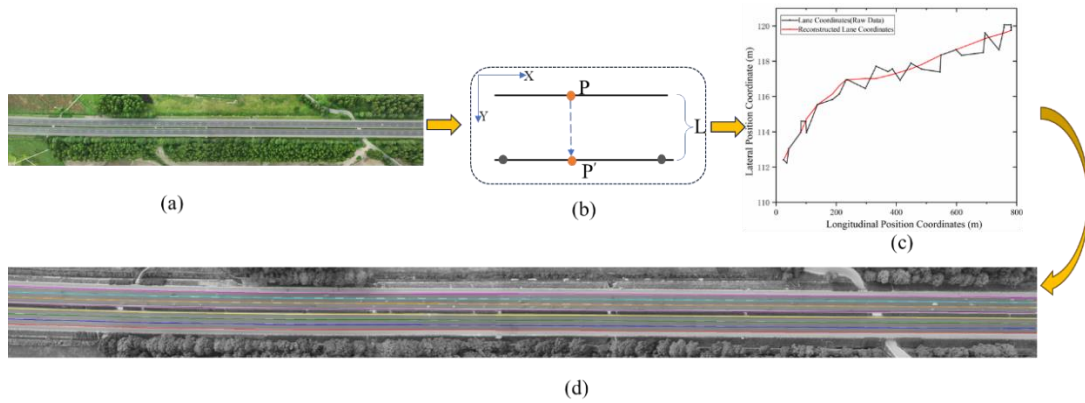 (a)
X
Y
P
P′
L
(b)
Lane Coordinates(Raw Data)
Reconstructed Lane Coordinates
Lateral Position Coordinate (m)
120
118
116
114
112
110
0
200
400
600
800
Longitudinal Position Coordinates (m)
(c)
(d)